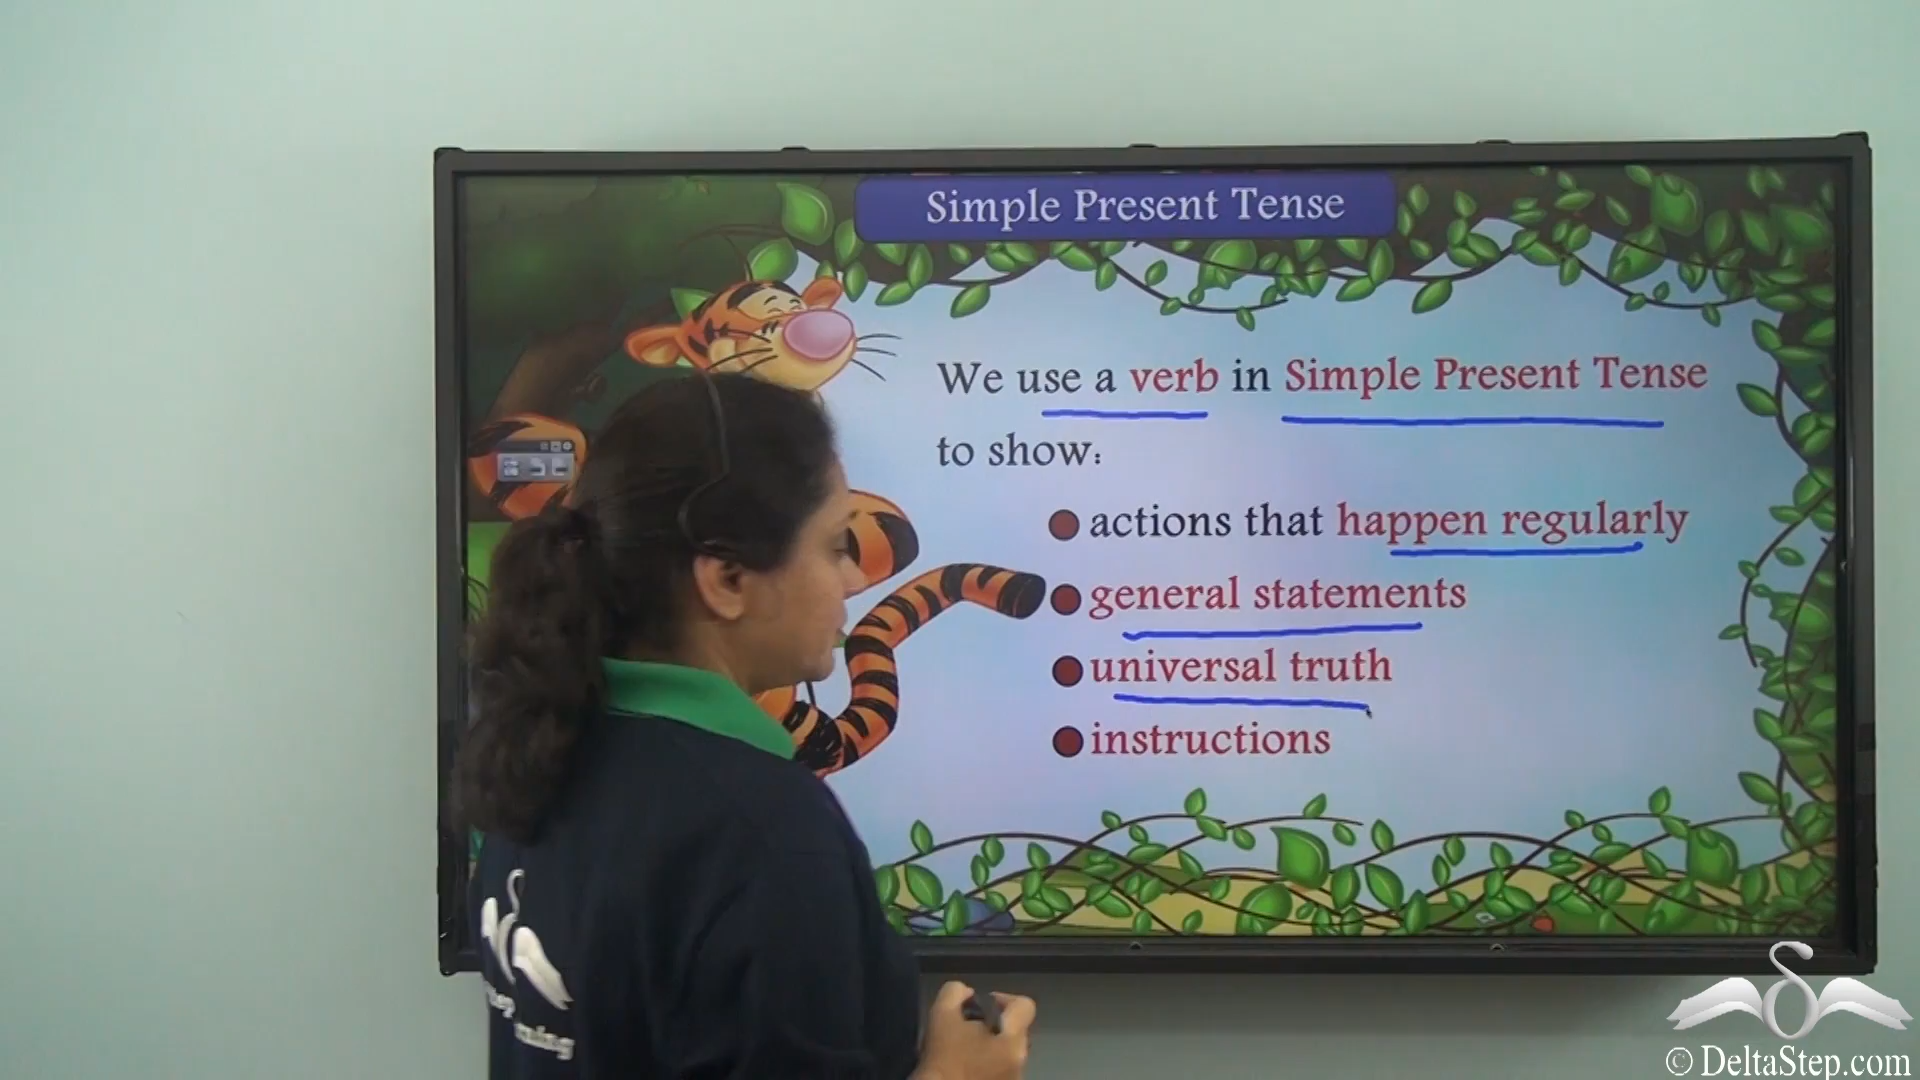 Simple Present Tense
We use a verb in Simple Present Tense
to show:
actions that happen regularly
general statements
universal truth
instructions
© DeltaStep.com